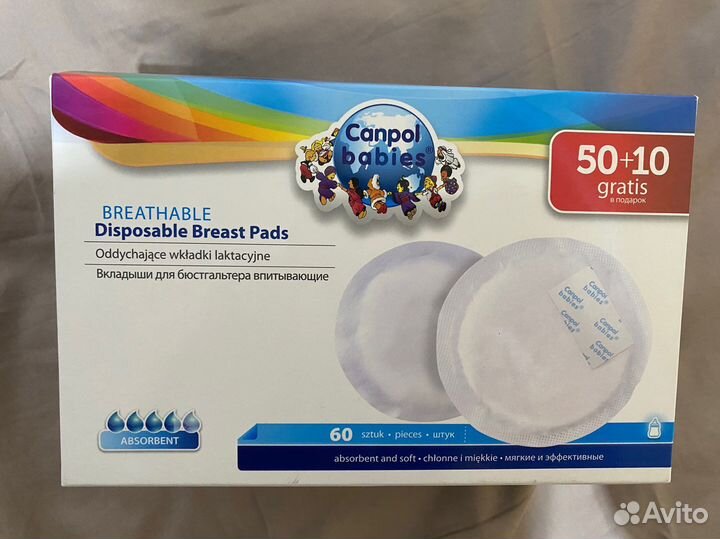 Canpol
babies®
50+10
gratis
в подарок
BREATHABLE
Disposable Breast Pads
Oddychające wkładki laktacyjne
Вкладыши для бюстгальтера впитывающие
Canpol
babies®
Canpol
babies®
Canpol
babies®
ABSORBENT
60 sztuk • pieces • штук
absorbent and soft • chłonne i miękkie • мягкие и эффективные
Avito